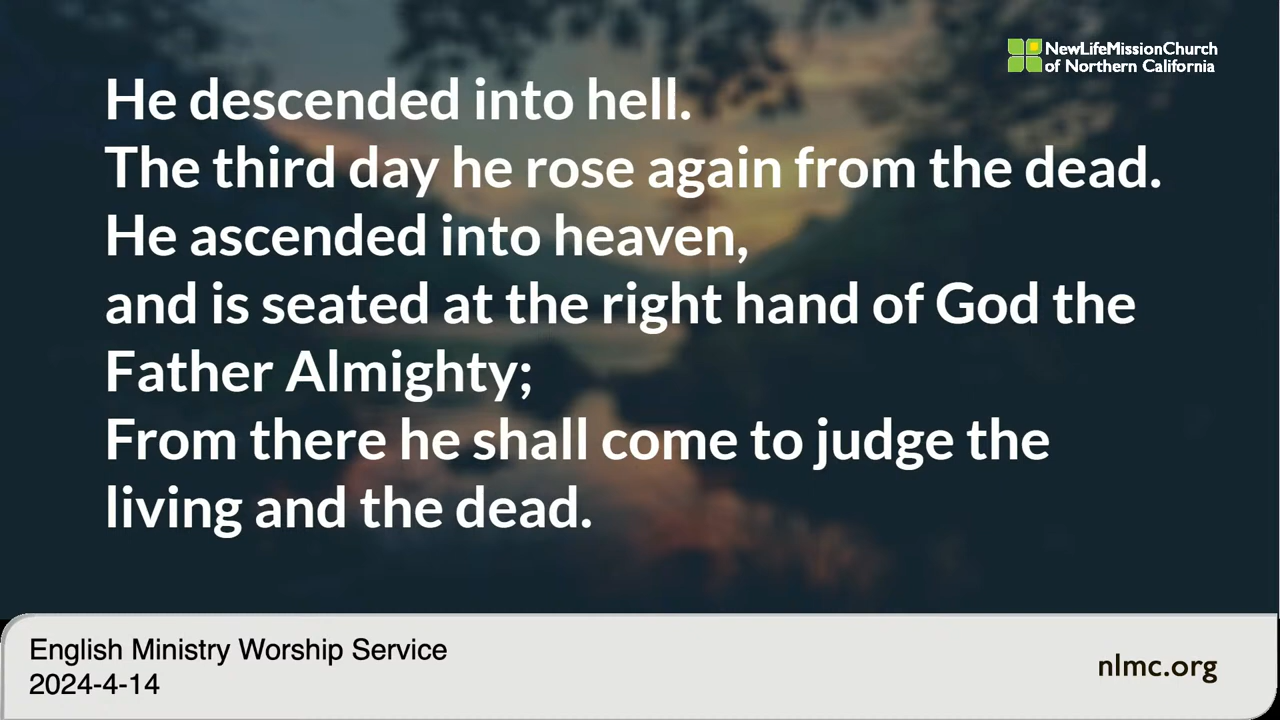 NewLifeMissionChurch
of Northern California
He descended into hell.
The third day he rose again from the dead.
He ascended into heaven,
and is seated at the right hand of God the
Father Almighty;
From there he shall come to judge the
living and the dead.
English Ministry Worship Service
2024-4-14
nlmc.org